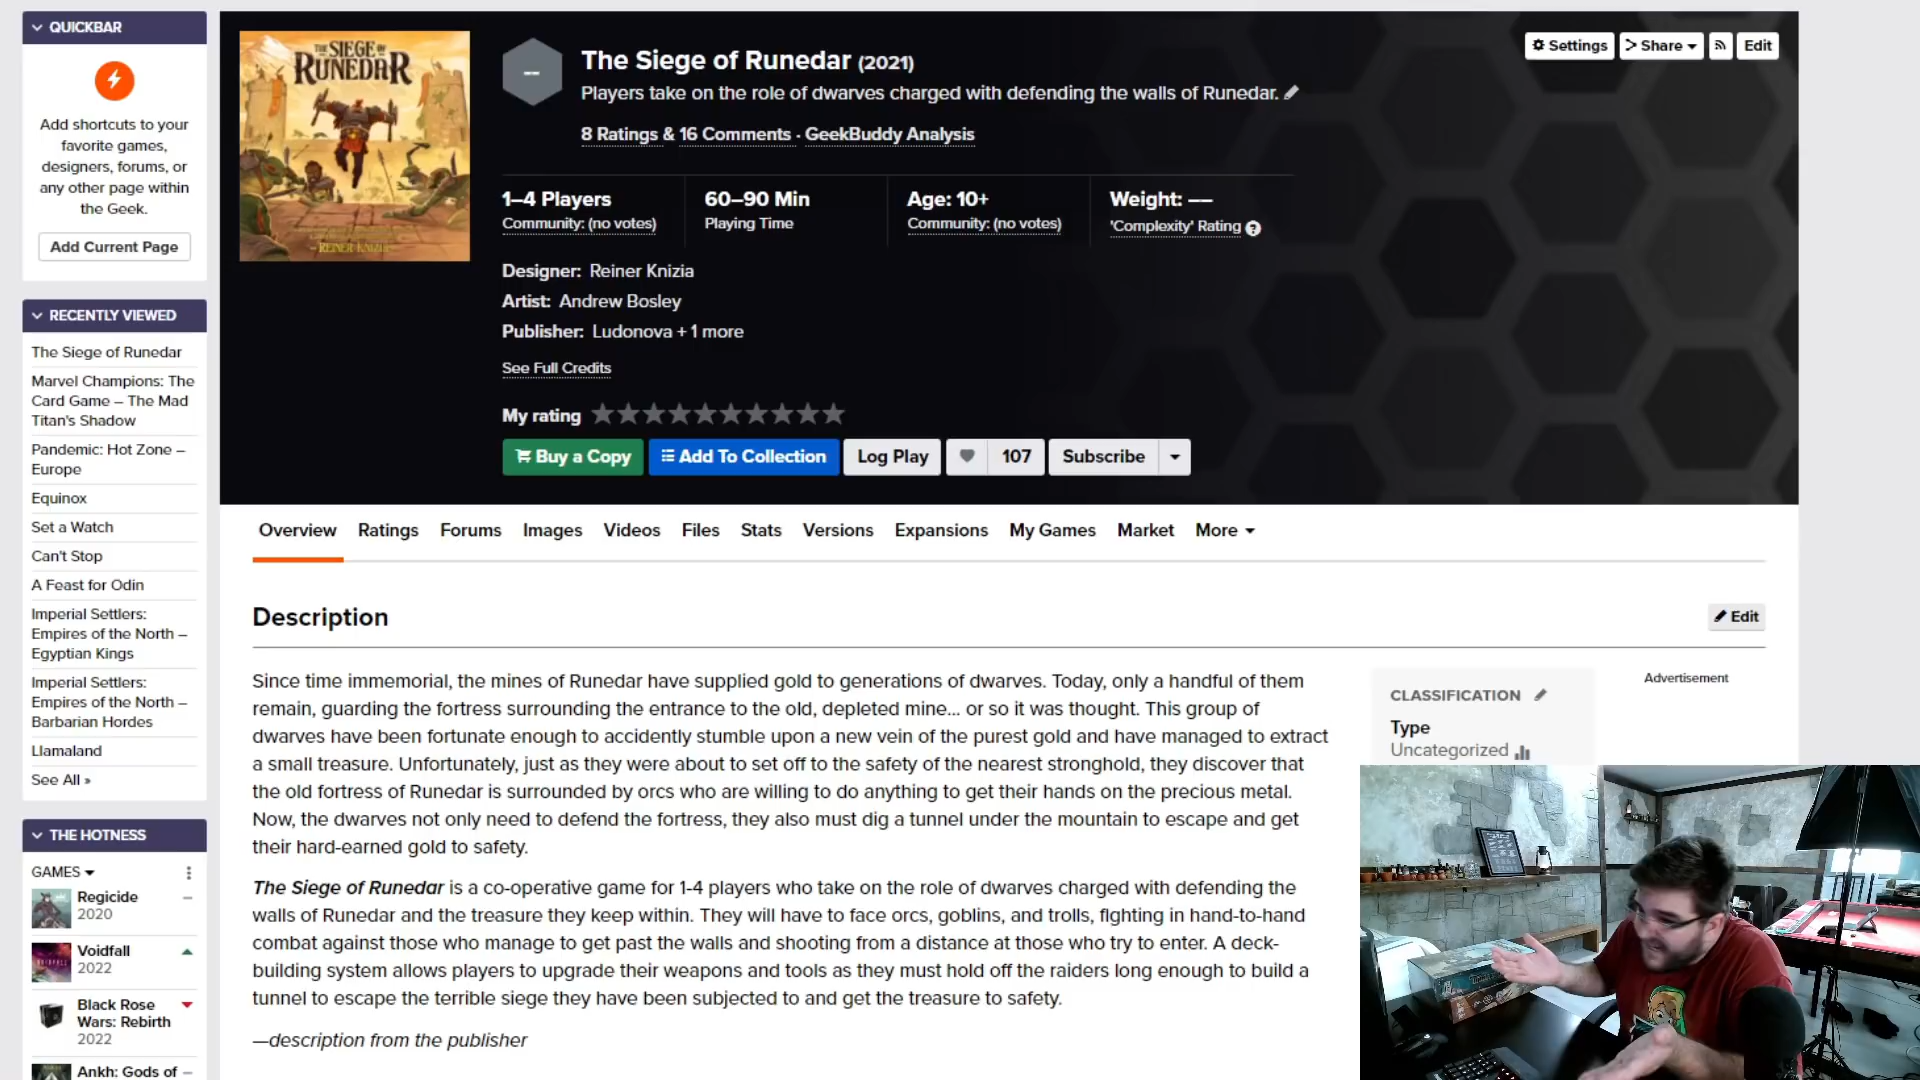 QUICKBAR
Add shortcuts to your
favorite games,
designers, forums, or
any other page within
the Geek.
Add Current Page
RECENTLY VIEWED
The Siege of Runedar
Marvel Champions: The
Card Game – The Mad
Titan's Shadow
Pandemic: Hot Zone –
Europe
Equinox
Set a Watch
Can't Stop
A Feast for Odin
Imperial Settlers:
Empires of the North –
Egyptian Kings
Imperial Settlers:
Empires of the North –
Barbarian Hordes
Llamaland
See All »
THE HOTNESS
GAMES
Regicide
2020
Voidfall
2022
Black Rose
Wars: Rebirth
2022
Ankh: Gods of
THE SIEGE OF
RUNEDAR
REINER KNIZIA
--
The Siege of Runedar (2021)
Players take on the role of dwarves charged with defending the walls of Runedar.
8 Ratings & 16 Comments · GeekBuddy Analysis
Settings
Share
Edit
1–4 Players
Community: (no votes)
60–90 Min
Playing Time
Age: 10+
Community: (no votes)
Weight: ––
'Complexity' Rating ?
Designer: Reiner Knizia
Artist: Andrew Bosley
Publisher: Ludonova + 1 more
See Full Credits
My rating
Buy a Copy
Add To Collection
Log Play
107
Subscribe
Overview
Ratings
Forums
Images
Videos
Files
Stats
Versions
Expansions
My Games
Market
More
Description
Edit
Since time immemorial, the mines of Runedar have supplied gold to generations of dwarves. Today, only a handful of them
remain, guarding the fortress surrounding the entrance to the old, depleted mine... or so it was thought. This group of
dwarves have been fortunate enough to accidently stumble upon a new vein of the purest gold and have managed to extract
a small treasure. Unfortunately, just as they were about to set off to the safety of the nearest stronghold, they discover that
the old fortress of Runedar is surrounded by orcs who are willing to do anything to get their hands on the precious metal.
Now, the dwarves not only need to defend the fortress, they also must dig a tunnel under the mountain to escape and get
their hard-earned gold to safety.
The Siege of Runedar is a co-operative game for 1-4 players who take on the role of dwarves charged with defending the
walls of Runedar and the treasure they keep within. They will have to face orcs, goblins, and trolls, fighting in hand-to-hand
combat against those who manage to get past the walls and shooting from a distance at those who try to enter. A deck-
building system allows players to upgrade their weapons and tools as they must hold off the raiders long enough to build a
tunnel to escape the terrible siege they have been subjected to and get the treasure to safety.
—description from the publisher
CLASSIFICATION
Type
Uncategorized
Advertisement